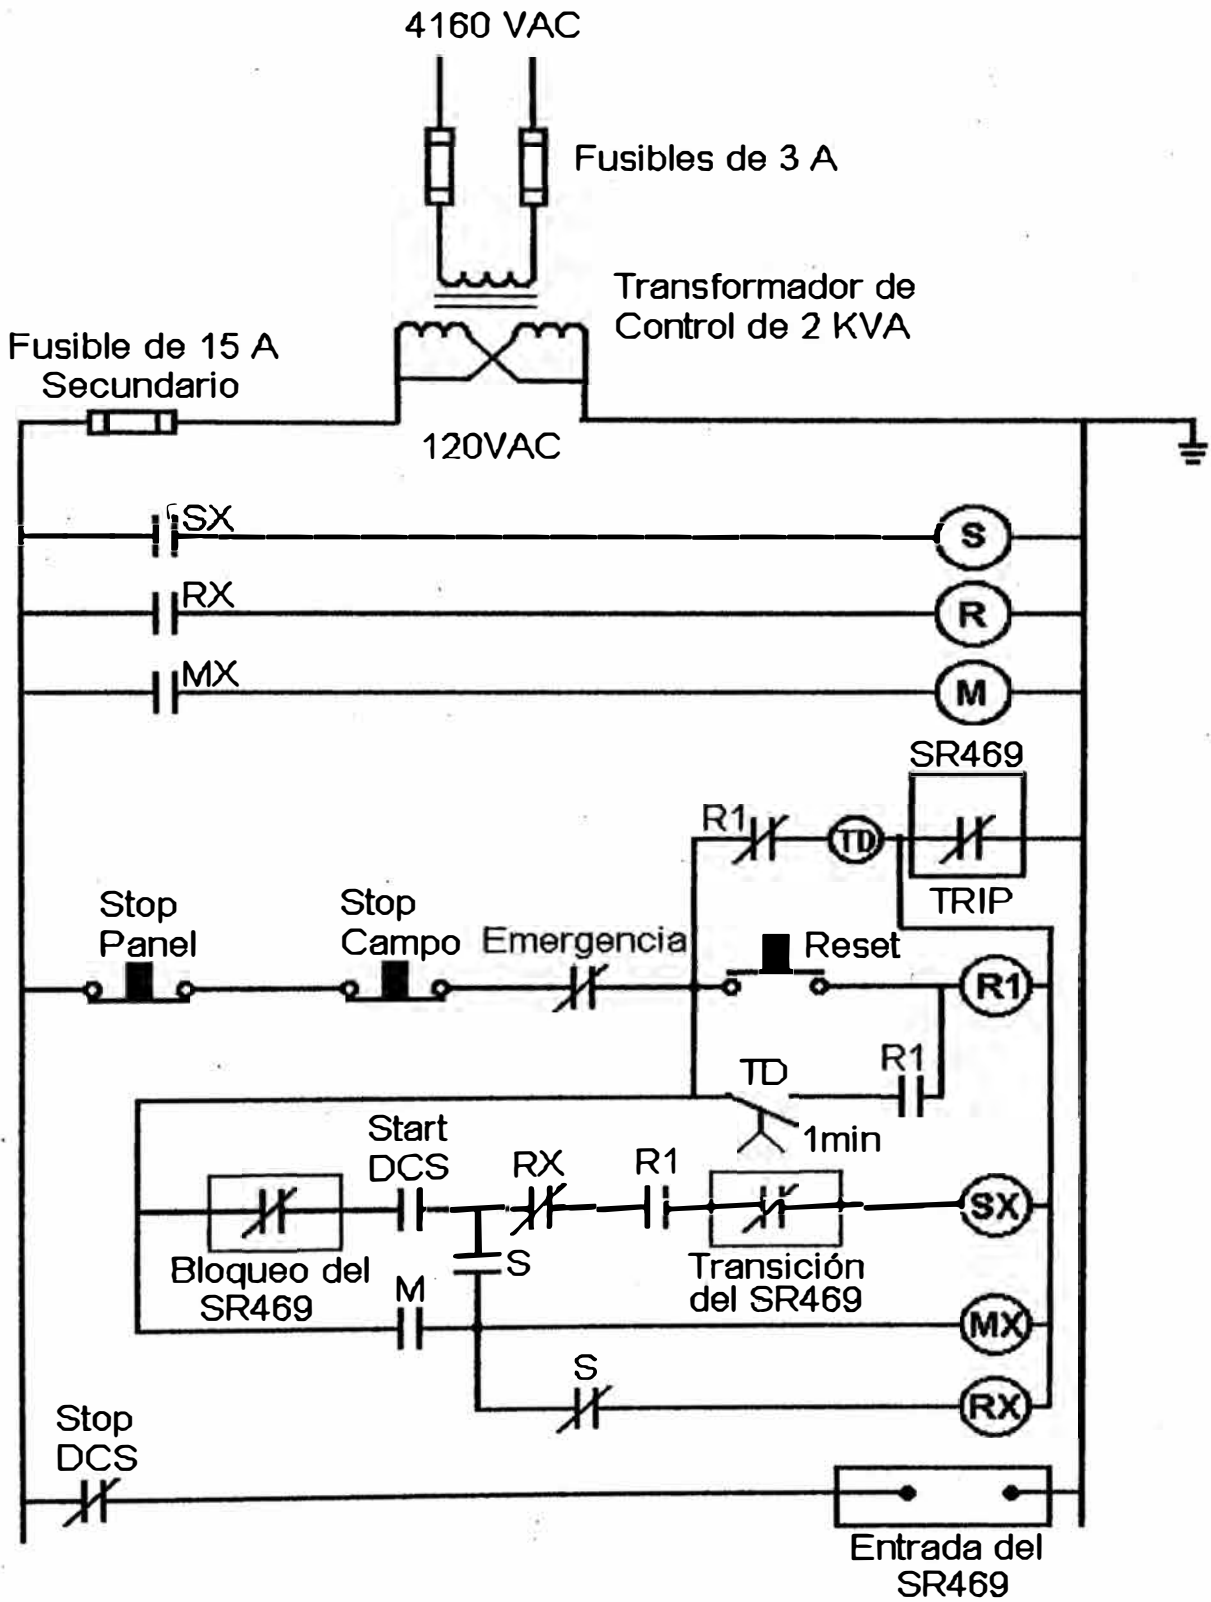 4160 VAC
Fusibles de 3 A
Transformador de
Control de 2 KVA
Fusible de 15 A
Secundario
120VAC
SX
S
RX
R
MX
M
SR469
R1
TD
TRIP
Stop
Panel
Stop
Campo
Emergencia
Reset
R1
TD
R1
1min
Start
DCS
RX
R1
SX
Bloqueo del
SR469
S
Transición
del SR469
M
MX
S
RX
Stop
DCS
Entrada del
SR469